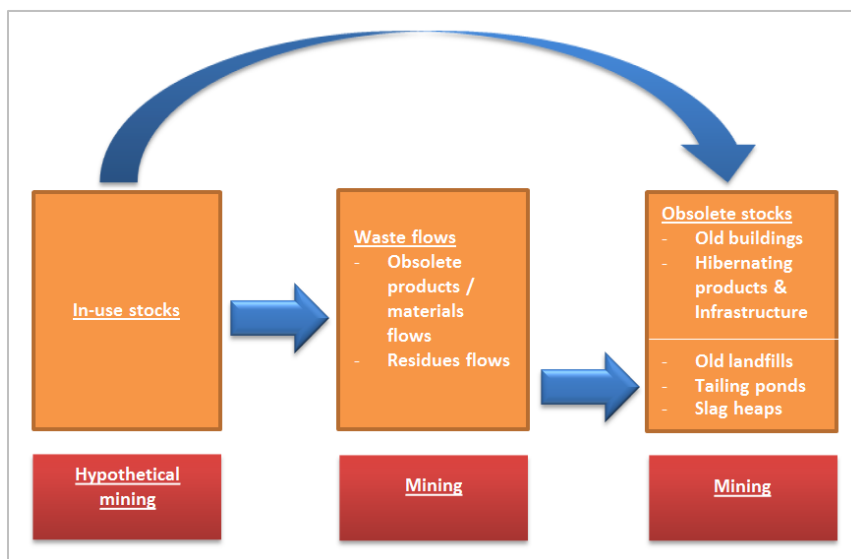 In-use stocks
Waste flows
- Obsolete
products /
materials
flows
- Residues flows
Obsolete stocks
- Old buildings
- Hibernating
products &
Infrastructure
- Old landfills
- Tailing ponds
- Slag heaps
Hypothetical
mining
Mining
Mining